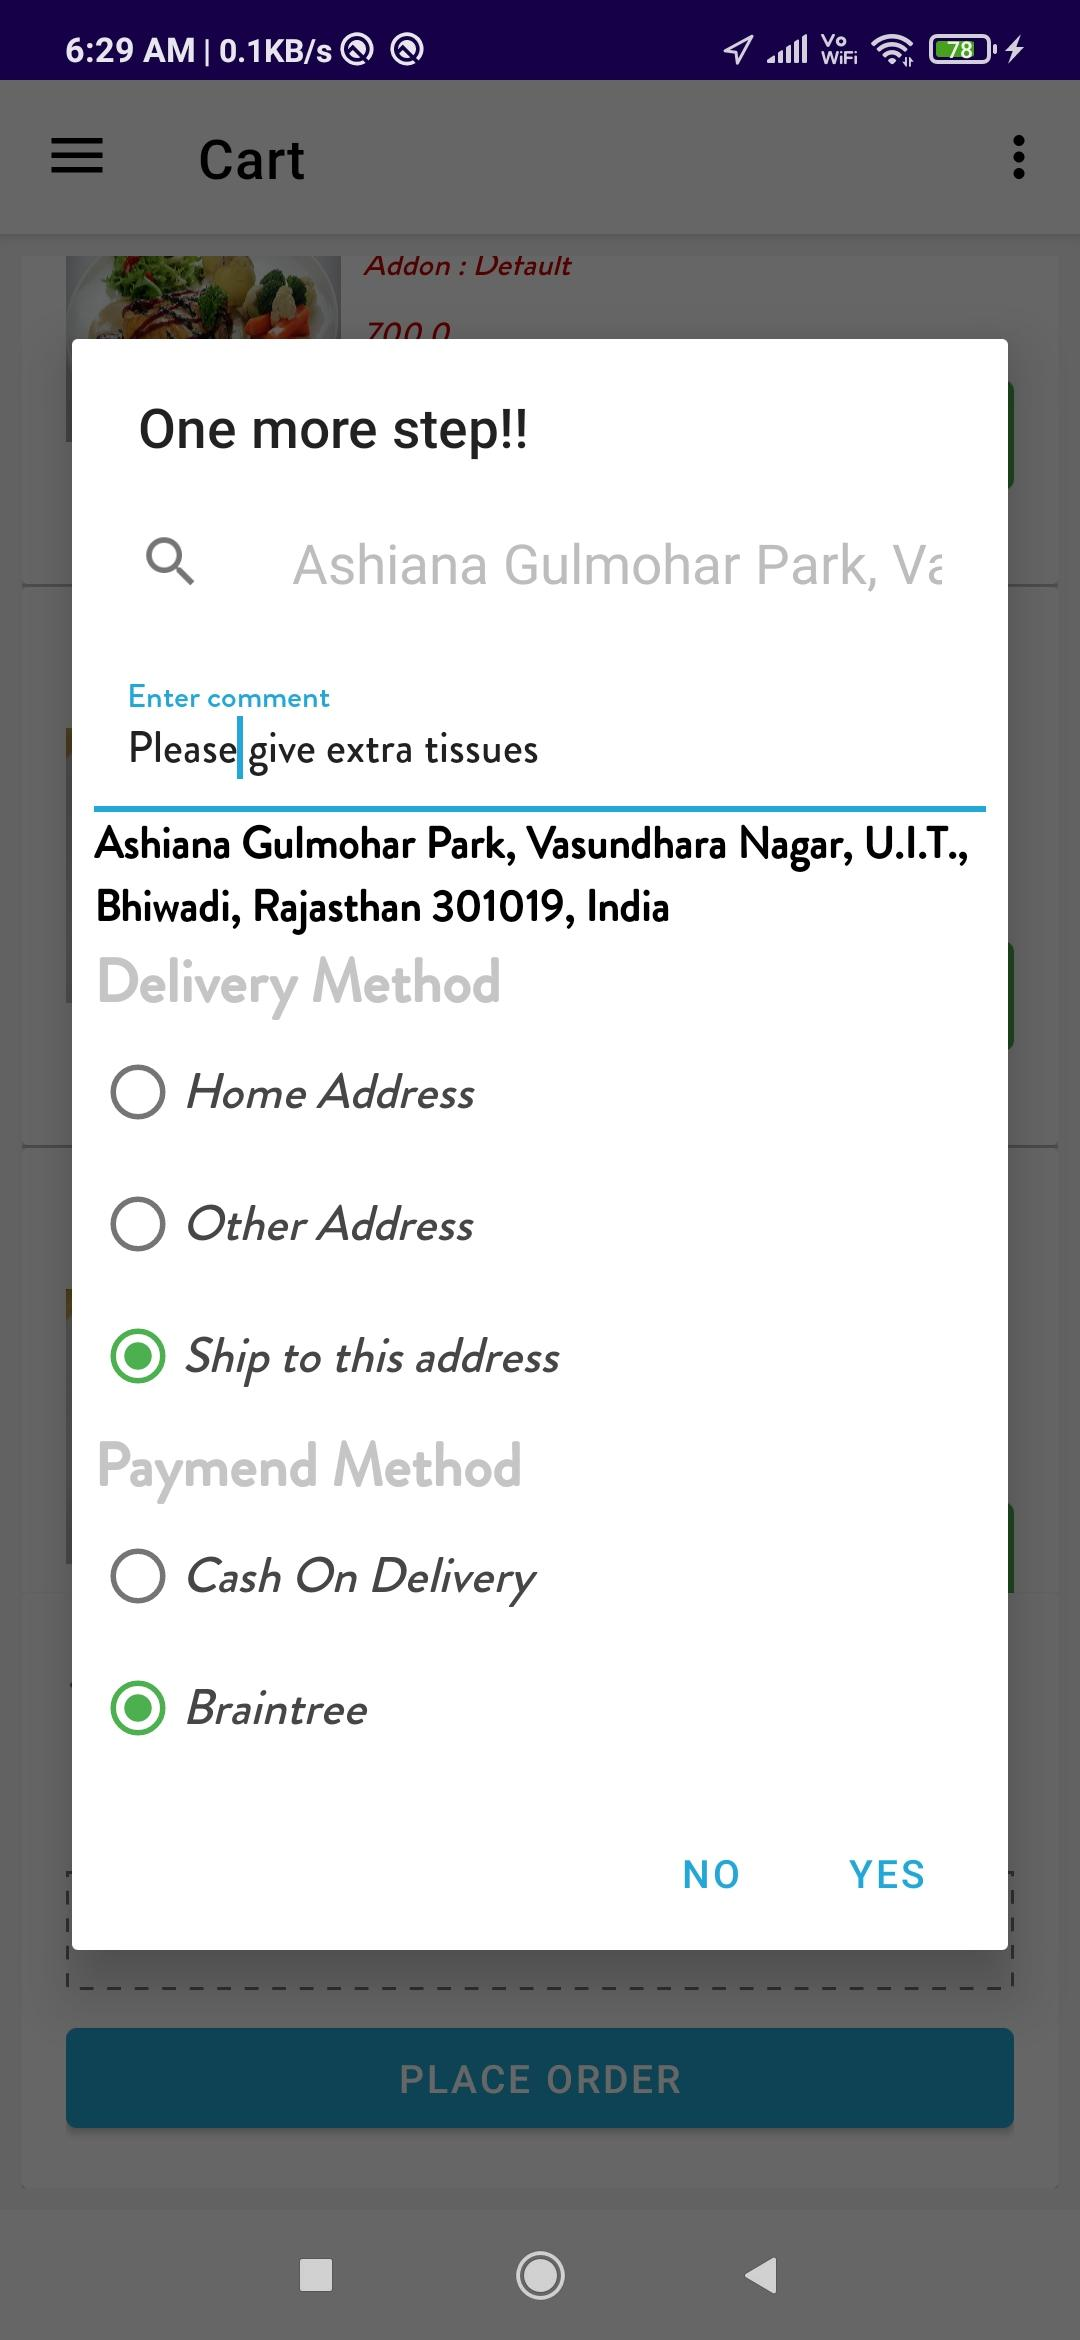 6:29 AM | 0.1KB/s
Vo
WiFi
78
Cart
Addon : Default
700.0
One more step!!
Ashiana Gulmohar Park,
Enter comment
Please give extra tissues
Ashiana Gulmohar Park, Vasundhara Nagar, U.I.T.,
Bhiwadi, Rajasthan 301019, India
Delivery Method
Home Address
Other Address
Ship to this address
Paymend Method
Cash On Delivery
Braintree
NO YES
PLACE ORDER